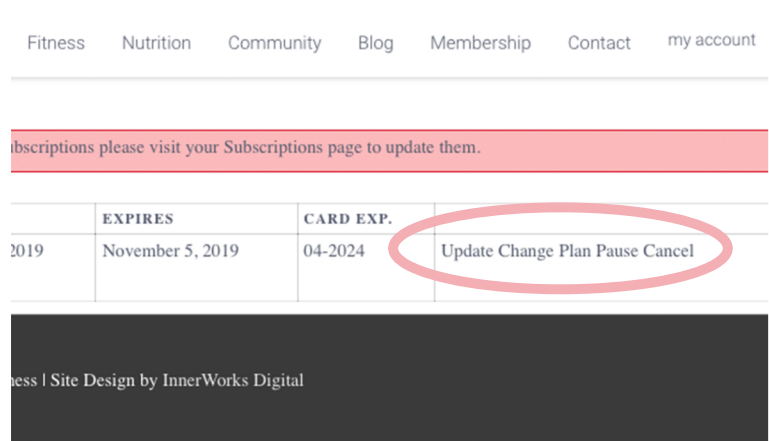 Fitness Nutrition Community Blog Membership Contact my account
subscriptions please visit your Subscriptions page to update them.
EXPIRES CARD EXP.
2019 November 5, 2019 04-2024 Update Change Plan Pause Cancel
ness | Site Design by InnerWorks Digital